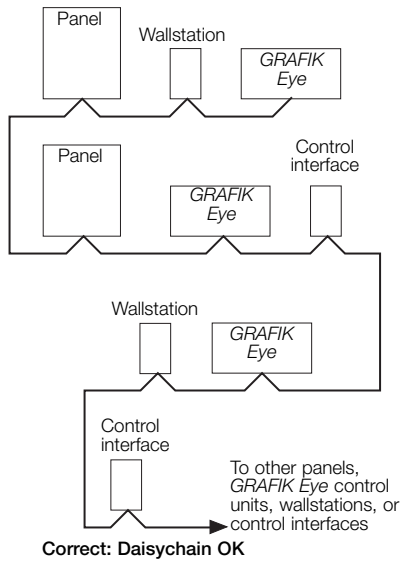 Panel
Wallstation
GRAFIK
Eye
Panel
GRAFIK
Eye
Control
interface
Wallstation
GRAFIK
Eye
Control
interface
To other panels,
GRAFIK Eye control
units, wallstations, or
control interfaces
Correct: Daisychain OK